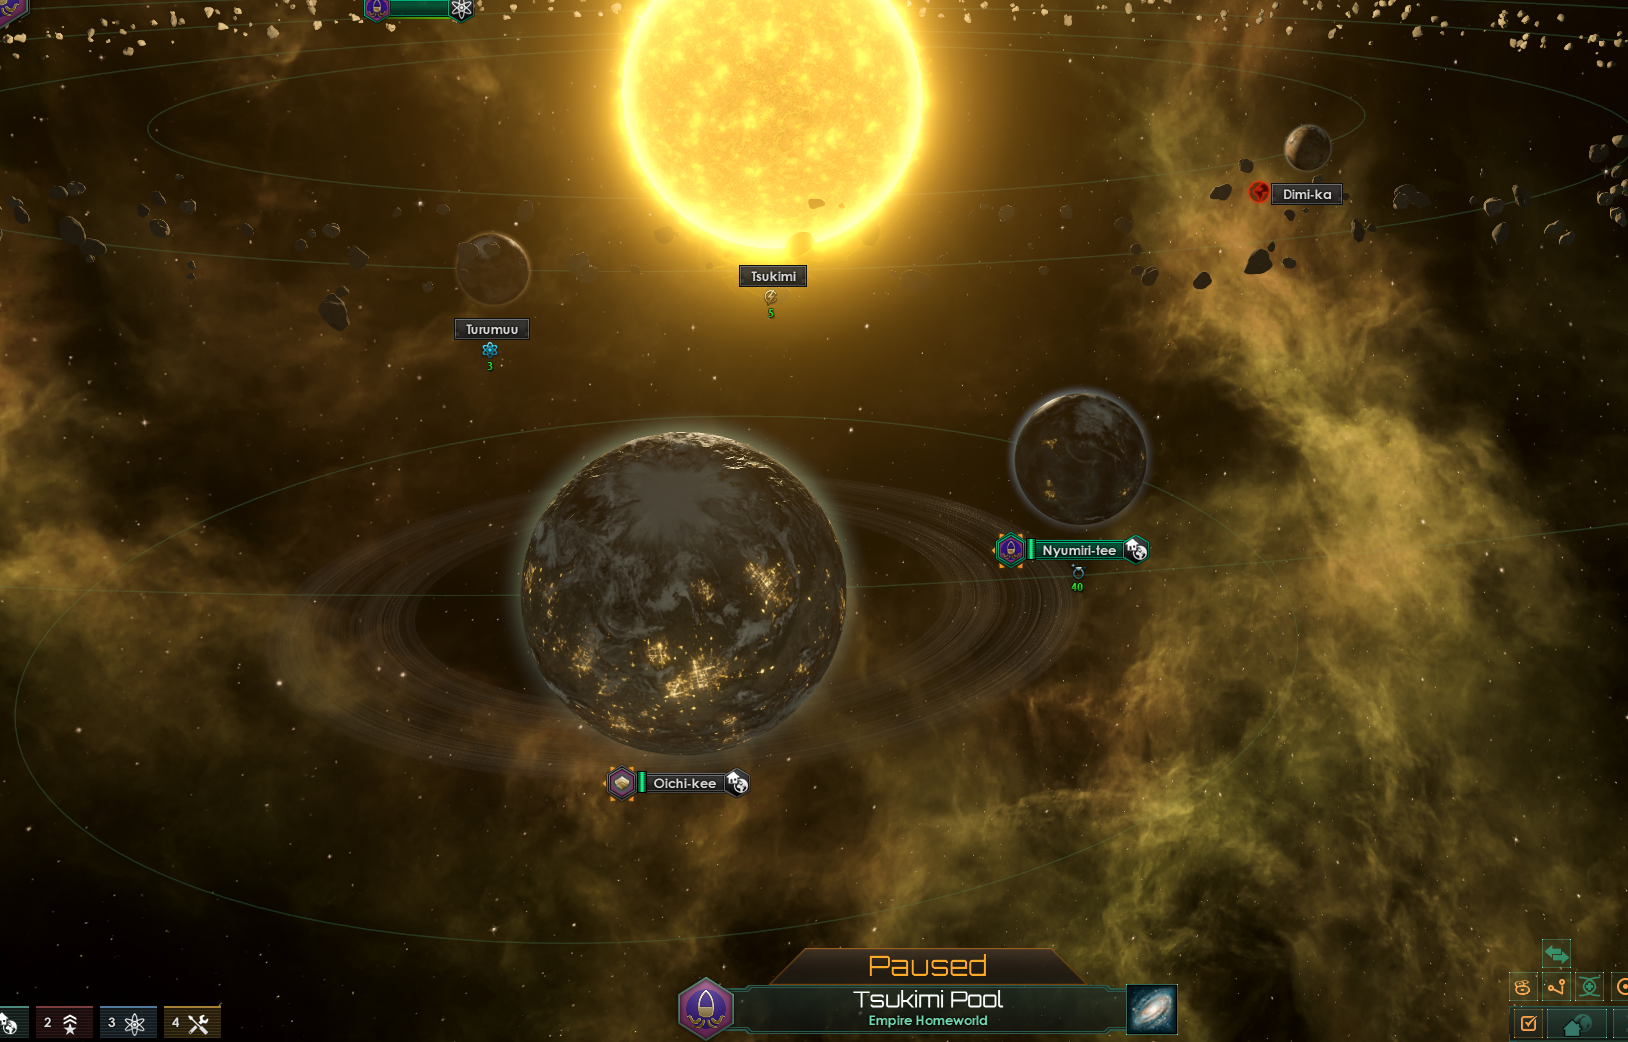 Dimi-ka
Tsukimi
5
Turumuu
3
Nyumiri-tee
40
Oichi-kee
Paused
Tsukimi Pool
Empire Homeworld
2
3
4